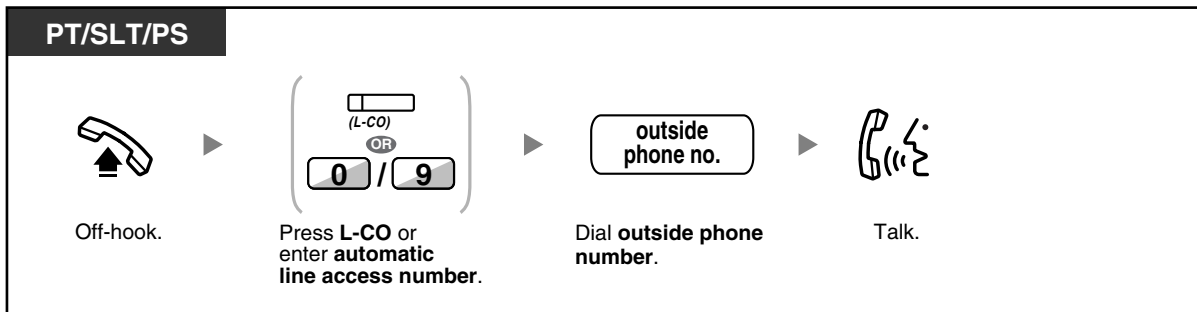 PT/SLT/PS
(L-CO)
OR
0 / 9
outside
phone no.
Off-hook.
Press L-CO or
enter automatic
line access number.
Dial outside phone
number.
Talk.